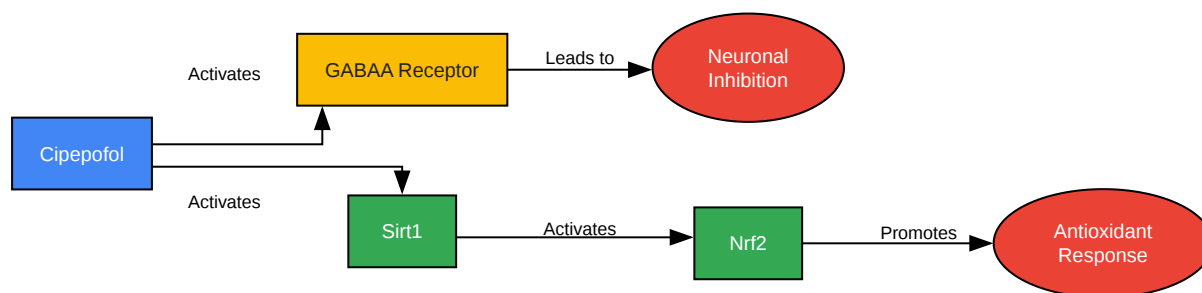 Activates
GABAA Receptor
Leads to
Neuronal
Inhibition
Cipepofol
Activates
Sirt1
Activates
Nrf2
Promotes
Antioxidant
Response